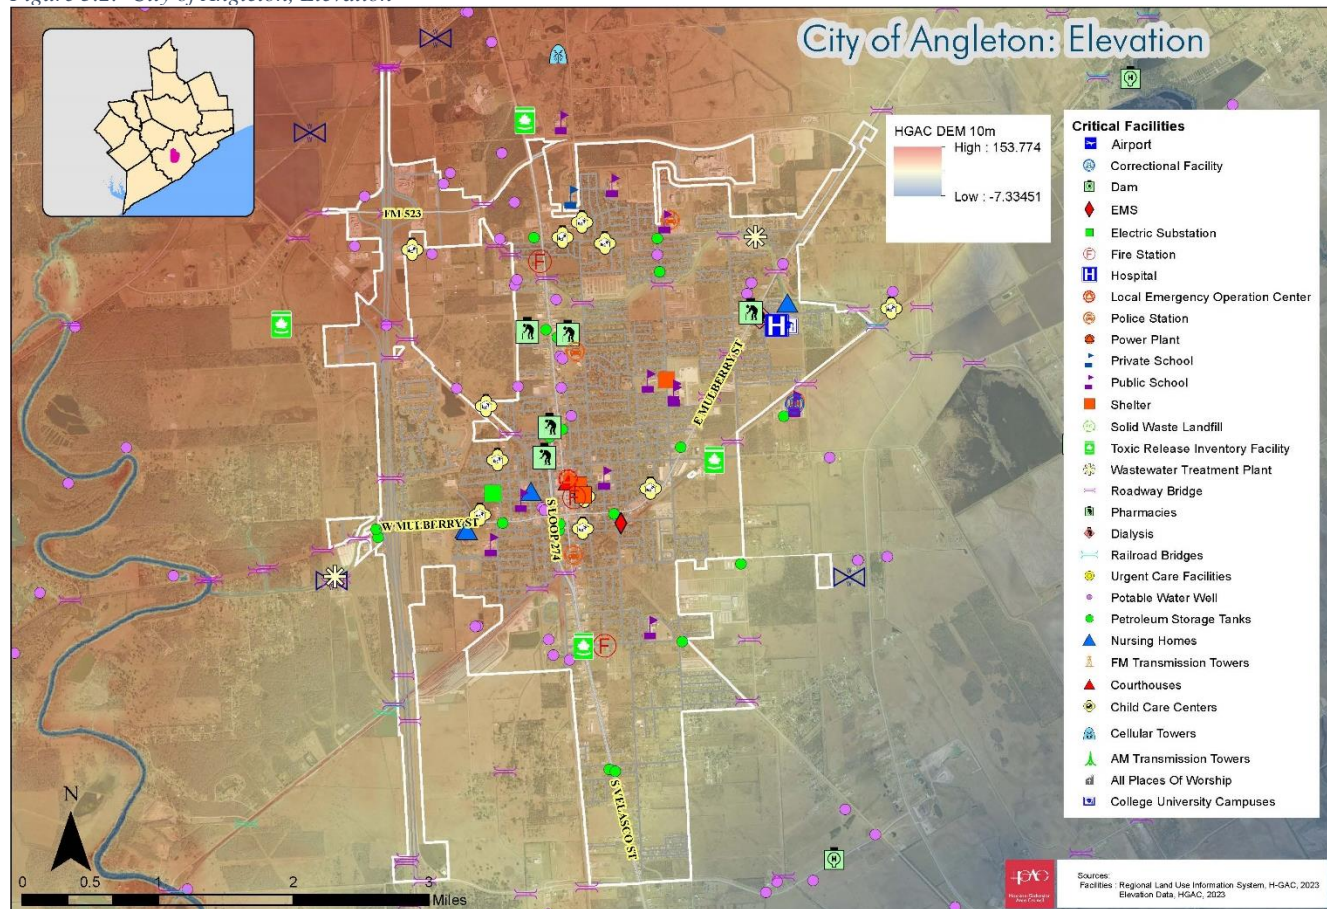 Figure 3.2: City of Angleton, Elevation
City of Angleton: Elevation
HGAC DEM 10m
High : 153.774
Low : -7.33451
Critical Facilities
Airport
Correctional Facility
Dam
EMS
Electric Substation
Fire Station
Hospital
Local Emergency Operation Center
Police Station
Power Plant
Private School
Public School
Shelter
Solid Waste Landfill
Toxic Release Inventory Facility
Wastewater Treatment Plant
Roadway Bridge
Pharmacies
Dialysis
Railroad Bridges
Urgent Care Facilities
Potable Water Well
Petroleum Storage Tanks
Nursing Homes
FM Transmission Towers
Courthouses
Child Care Centers
Cellular Towers
AM Transmission Towers
All Places Of Worship
College University Campuses
FM 523
E MULBERRY ST
W MULBERRY ST
S LOOP 274
S VELASCO ST
F
H
F
F
N
0 0.5 1 2 3
Miles
Sources:
Facilities : Regional Land Use Information System, H-GAC, 2023
Elevation Data, HGAC, 2023